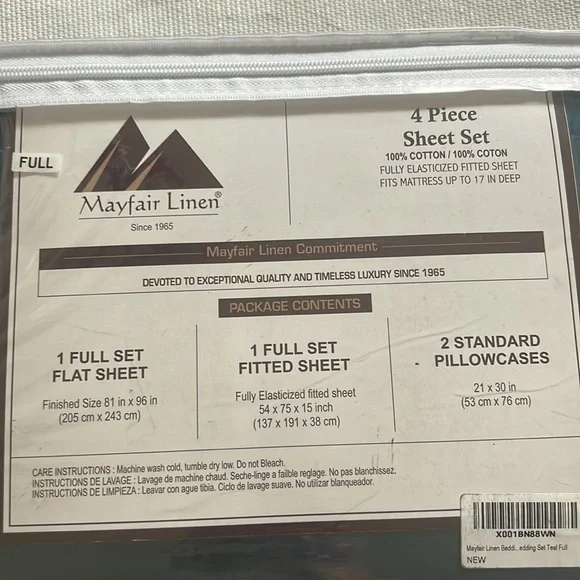 FULL
Mayfair Linen®
Since 1965
4 Piece
Sheet Set
100% COTTON / 100% COTON
FULLY ELASTICIZED FITTED SHEET
FITS MATTRESS UP TO 17 IN DEEP
Mayfair Linen Commitment
DEVOTED TO EXCEPTIONAL QUALITY AND TIMELESS LUXURY SINCE 1965
PACKAGE CONTENTS
1 FULL SET
FLAT SHEET
Finished Size 81 in x 96 in
(205 cm x 243 cm)
1 FULL SET
FITTED SHEET
Fully Elasticized fitted sheet
54 x 75 x 15 inch
(137 x 191 x 38 cm)
2 STANDARD
PILLOWCASES
21 x 30 in
(53 cm x 76 cm)
CARE INSTRUCTIONS : Machine wash cold, tumble dry low. Do not Bleach.
INSTRUCTIONS DE LAVAGE : Lavage de machine chaud. Seche-linge a faible reglage. No pas blanchissez.
INSTRUCTIONS DE LIMPIEZA : Leavar con agua tibia. Ciclo de lavage suave. No utilizar blanqueador.
X001BN88WN
Mayfair Linen Beddi...edding Set Teal Full
NEW